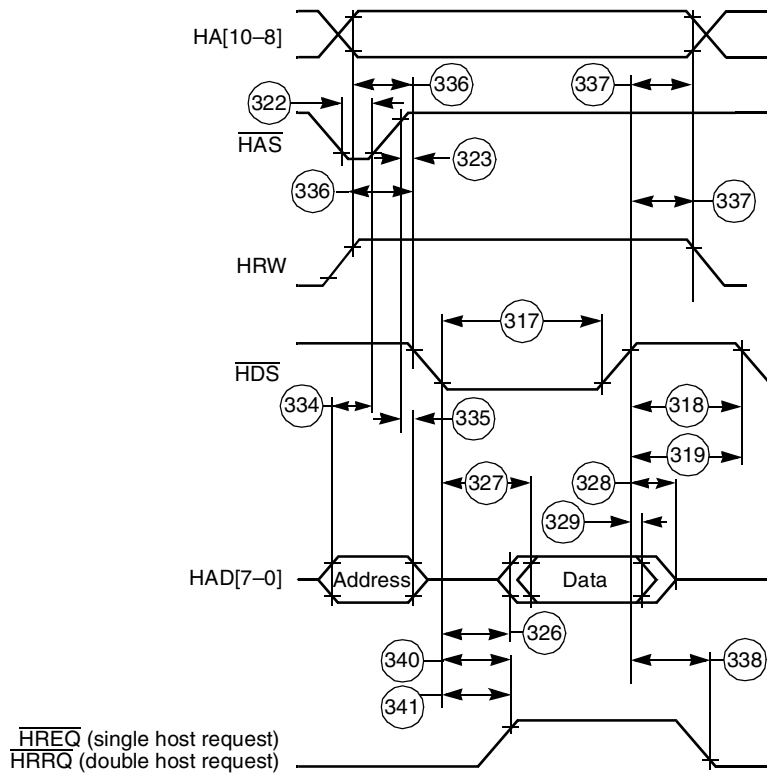 HA[10–8]
336
337
322
HAS
323
336
337
HRW
317
HDS
334
335
318
319
327
328
329
HAD[7–0]
Address
Data
326
340
338
341
HREQ (single host request)
HRRQ (double host request)